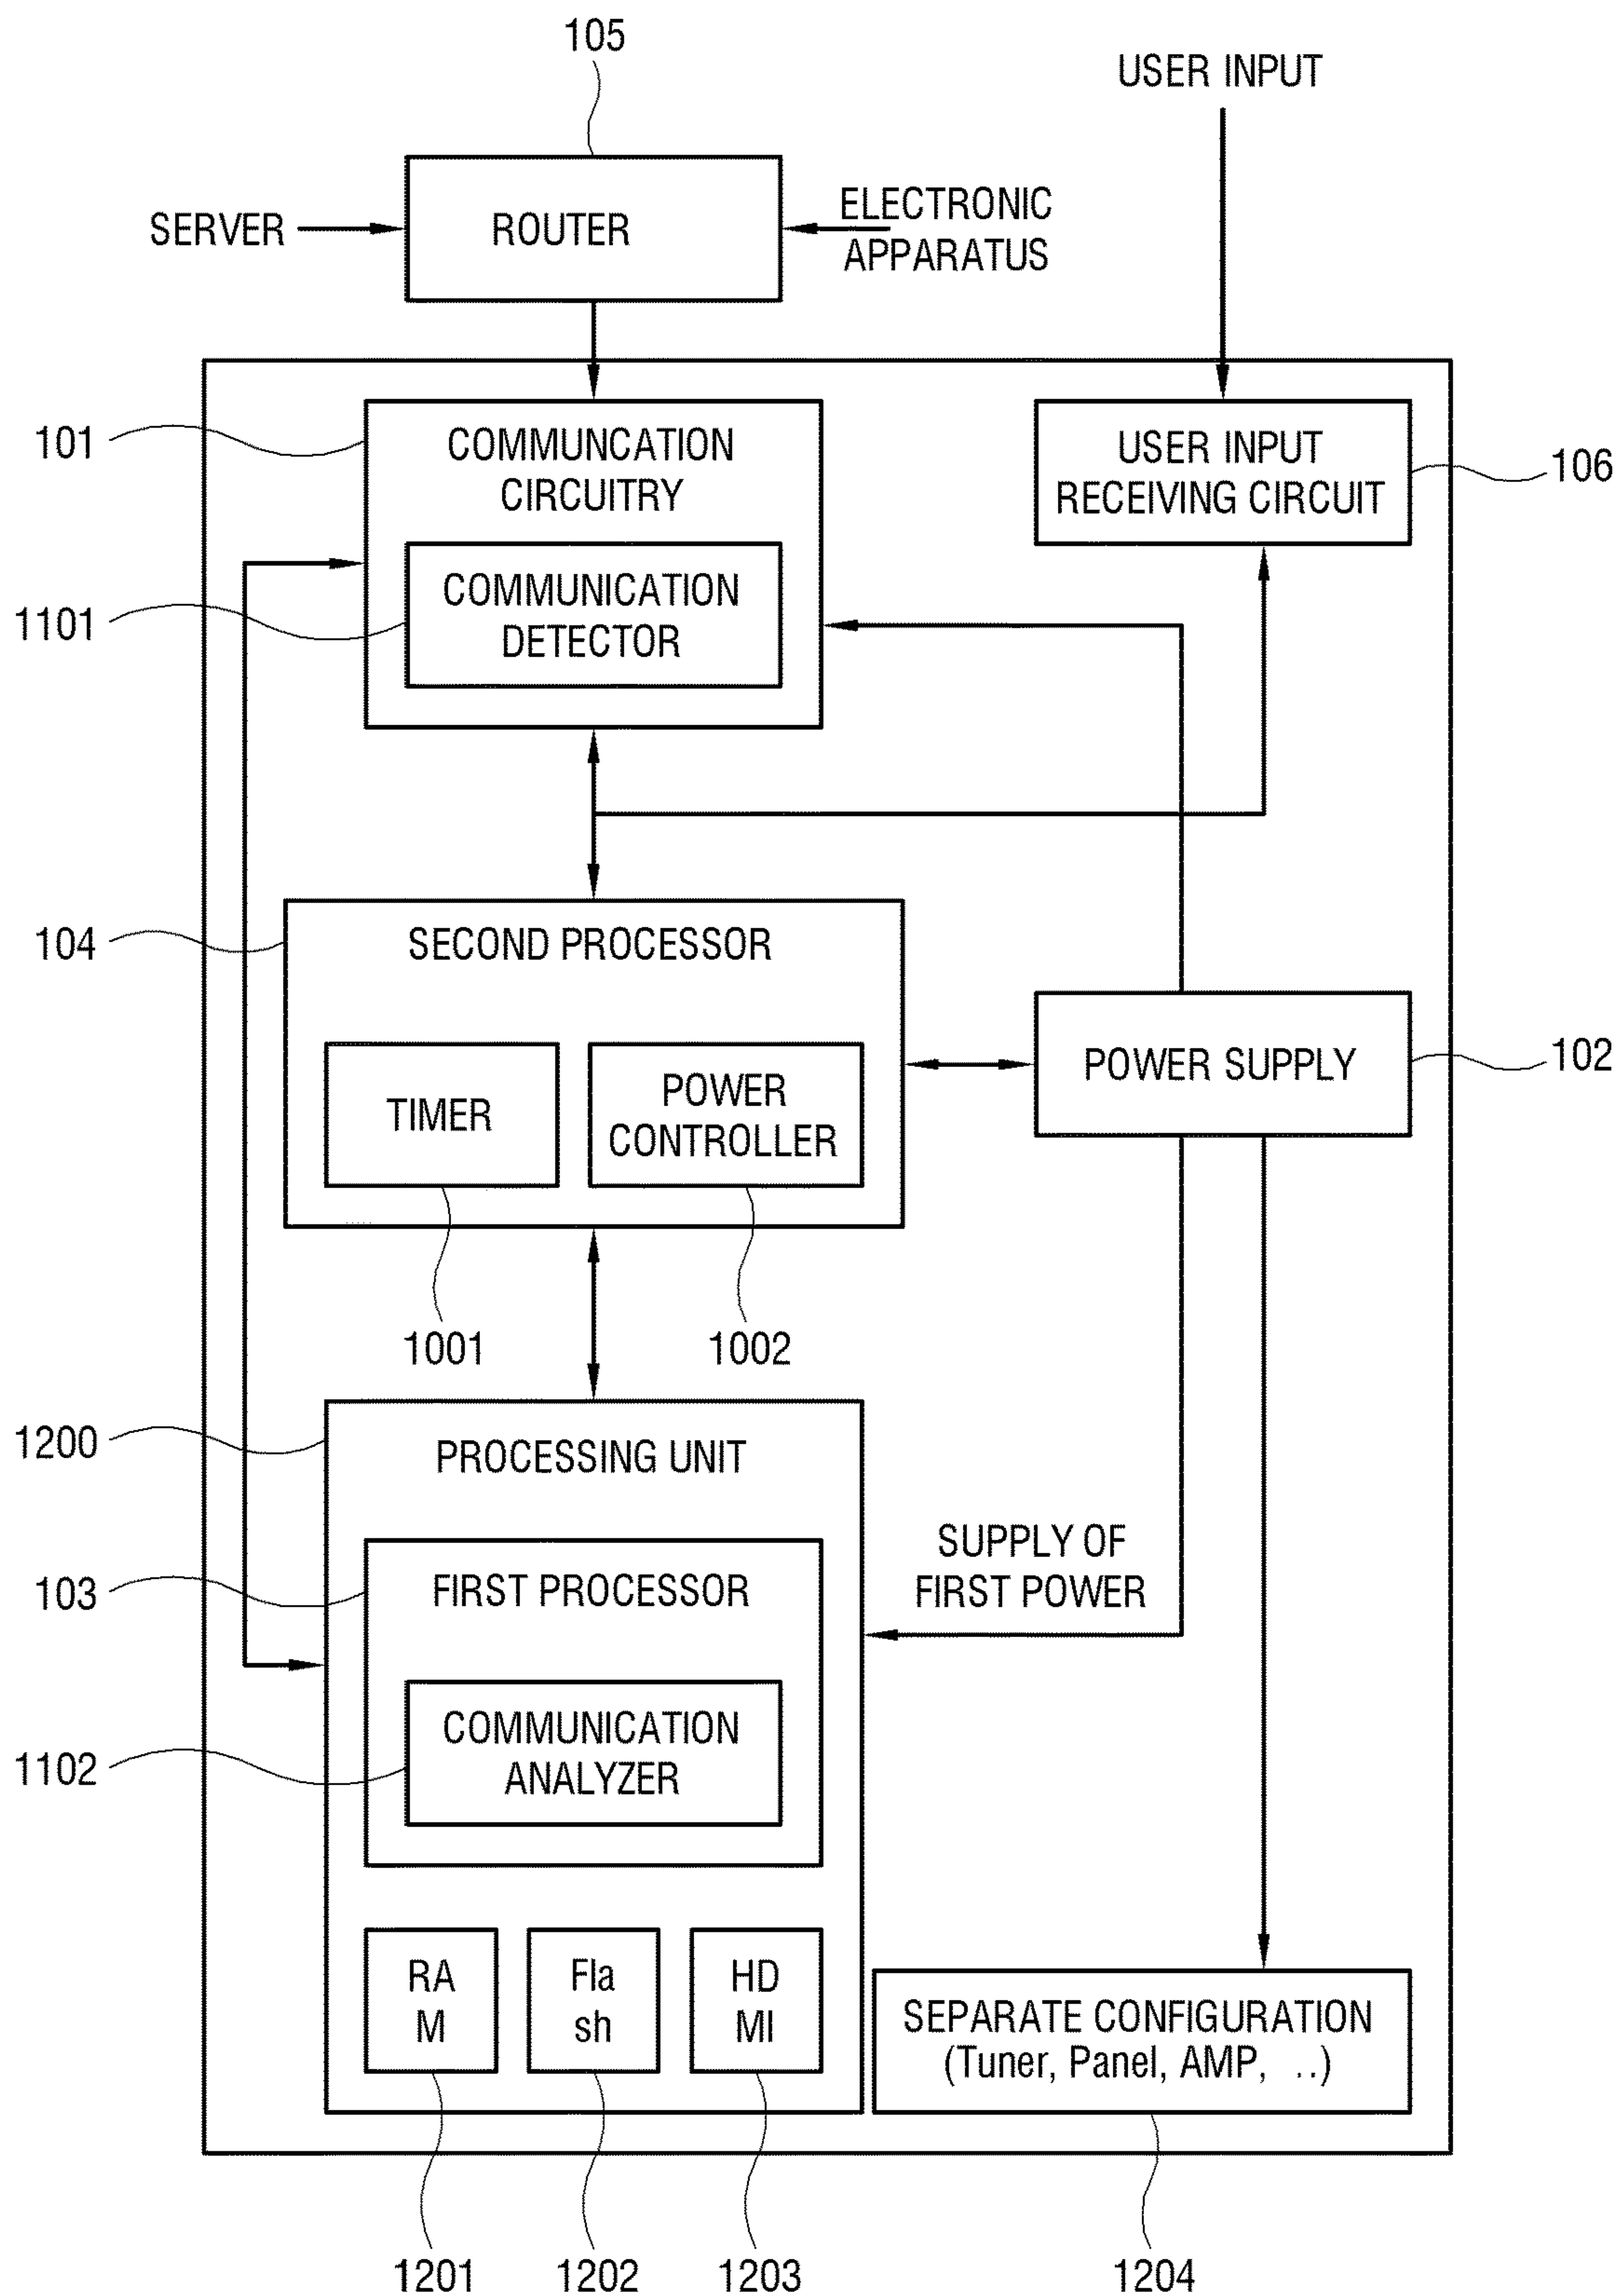 105
USER INPUT
SERVER
ROUTER
ELECTRONIC
APPARATUS
101
COMMUNCATION
CIRCUITRY
USER INPUT
RECEIVING CIRCUIT
106
1101
COMMUNICATION
DETECTOR
104
SECOND PROCESSOR
TIMER
POWER
CONTROLLER
POWER SUPPLY
102
1001
1002
1200
PROCESSING UNIT
SUPPLY OF
FIRST POWER
103
FIRST PROCESSOR
1102
COMMUNICATION
ANALYZER
RA
M
Fla
sh
HD
MI
SEPARATE CONFIGURATION
(Tuner, Panel, AMP, ..)
1201
1202
1203
1204